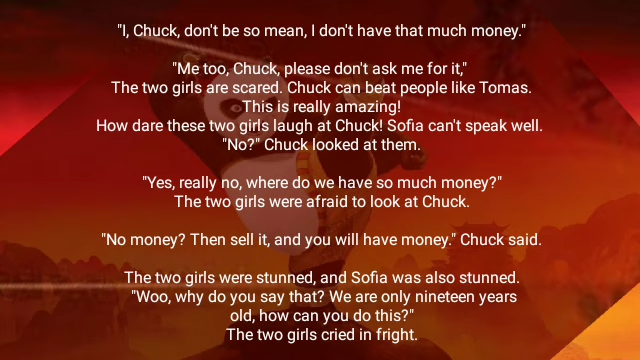 "I, Chuck, don't be so mean, I don't have that much money."
"Me too, Chuck, please don't ask me for it,"
The two girls are scared. Chuck can beat people like Tomas.
This is really amazing!
How dare these two girls laugh at Chuck! Sofia can't speak well.
"No?" Chuck looked at them.
"Yes, really no, where do we have so much money?"
The two girls were afraid to look at Chuck.
"No money? Then sell it, and you will have money." Chuck said.
The two girls were stunned, and Sofia was also stunned.
"Woo, why do you say that? We are only nineteen years
old, how can you do this?"
The two girls cried in fright.